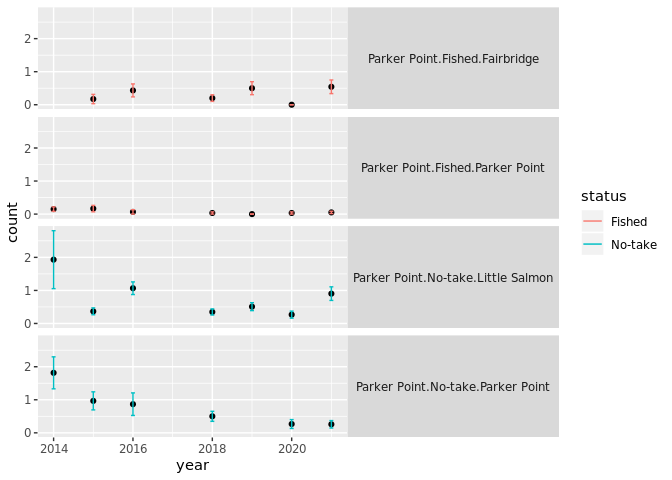 2
1
0
Parker Point.Fished.Fairbridge
2
1
0
Parker Point.Fished.Parker Point
2
1
0
Parker Point.No-take.Little Salmon
2
1
0
Parker Point.No-take.Parker Point
2014 2016 2018 2020
year
count
status
Fished
No-take